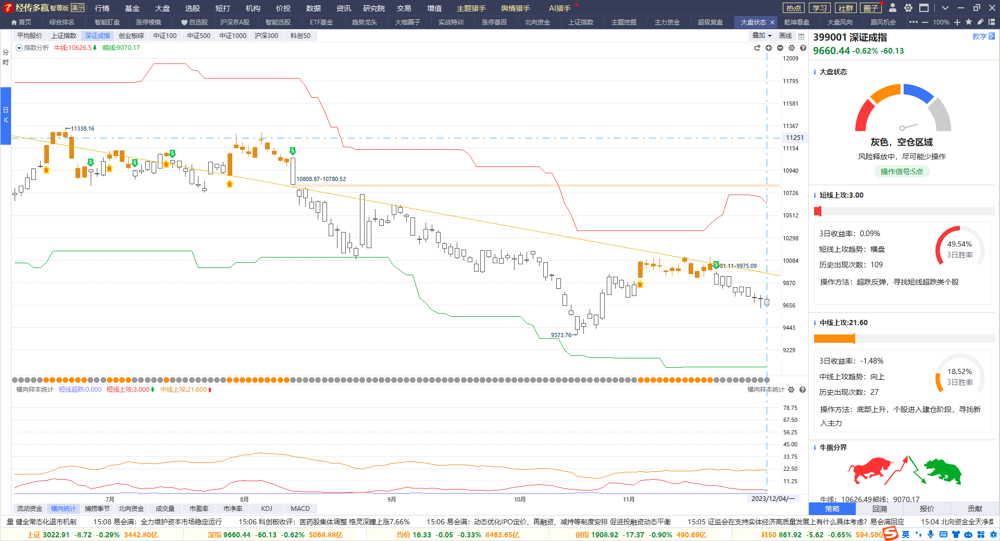 经传多赢 智尊版 演示 行情 基金 大盘 选股 短打 机构 价投 数据 资讯 研究院 交易 增值 主题猎手 舆情猎手 AI猎手 热点 学习 社群 圈子
首页 综合排名 智能盯盘 涨停棱镜 自选股 沪深京A股 智能选股 ETF基金 趋势龙头 大咖圈子 实战特训 涨停基因 北向资金 上证指数 主题挖掘 主力资金 超级复盘 大盘状态 × 乾坤看盘 大盘风向 跟风机会 ••• 100%
分时
日K
平均股价 上证指数 深证成指 创业板综 中证100 中证500 中证1000 沪深300 科创50 叠加 画线
指数分析 牛线:10626.5 熊线:9070.17
12009
11795
11581
11367
11251
11154
10940
10726
10512
10298
10084
9870
9656
9443
9229
←11338.16
10808.87-10780.52
81.11-9975.09
9373.76→
B S B S B S B S B S
横向样本统计 短线超跌:0.000 短线上攻:3.000 中线上攻:21.600 横向样本统计
78.75
67.50
56.25
45.00
33.75
22.50
11.25
7月 8月 9月 10月 11月 2023/12/04/一
流动资金 横向统计 捕捞季节 北向资金 成交量 市盈率 市净率 KDJ MACD
399001 深证成指 教学
9660.44 -0.62% -60.13
大盘状态
灰色，空仓区域
风险释放中，尽可能少操作
操作信号:S点
短线上攻:3.00
3日收益率：0.09%
短线上攻趋势：横盘
历史出现次数：109
49.54%
3日胜率
操作方法：超跌反弹，寻找短线超跌类个股
中线上攻:21.60
3日收益率：-1.48%
中线上攻趋势：向上
历史出现次数：27
18.52%
3日胜率
操作方法：底部上升，个股进入建仓阶段，寻找新
入主力
牛熊分界
牛线：10626.49熊线：9070.17
策略 回溯 报价 贡献
量 健全常态化退市机制 15:08 易会满：全力维护资本市场稳定运行 15:06 科创板收评：医药股集体调整 格灵深瞳上涨7.66% 15:06 易会满：动态优化IPO定价、再融资、减持等制度安排 促进投融资动态平衡 15:05 证监会在支持实体经济高质量发展上有什么具体考虑？易会满回应 15:04 北向资金全天净卖
上证 3022.91 -8.72 -0.29% 3442.80亿 深指 9660.44 -60.13 -0.62% 5068.88亿 均价 16.33 -0.05 -0.33% 8463.65亿 创指 1908.92 -17.37 -0.90% 490.69亿 科50 861.92 -5.62 -0.65% 594.50亿 英